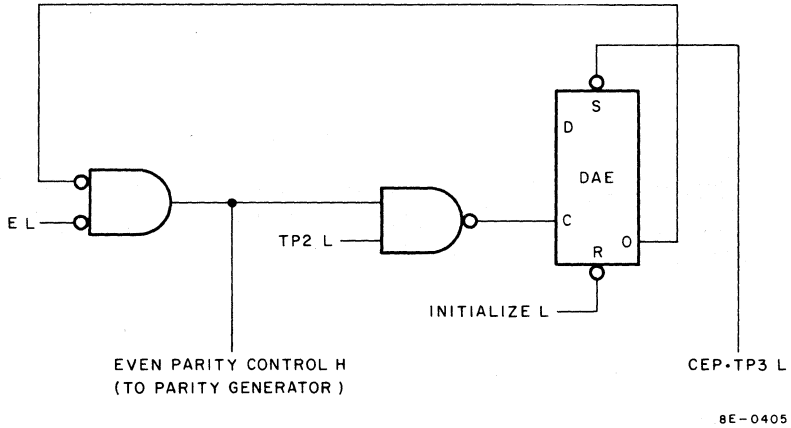 S
D
DAE
E L
C
TP2 L
R
O
INITIALIZE L
EVEN PARITY CONTROL H
(TO PARITY GENERATOR)
CEP•TP3 L
8E-0405